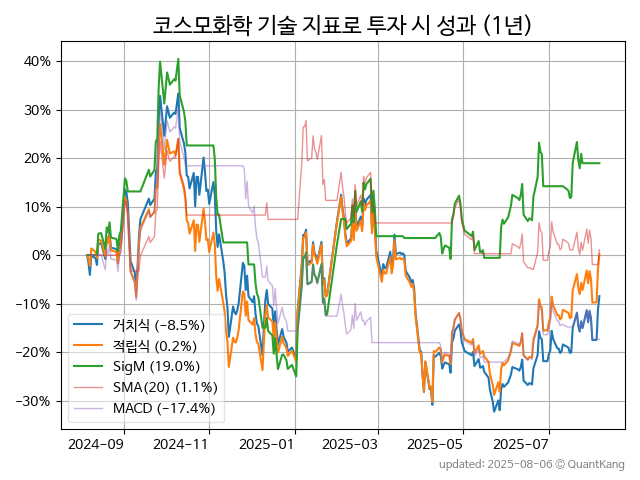 코스모화학 기술 지표로 투자 시 성과 (1년)
40%
30%
20%
10%
0%
−10%
−20%
−30%
거치식 (−8.5%)
적립식 (0.2%)
SigM (19.0%)
SMA(20) (1.1%)
MACD (−17.4%)
2024−09
2024−11
2025−01
2025−03
2025−05
2025−07
updated: 2025-08-06 © QuantKang